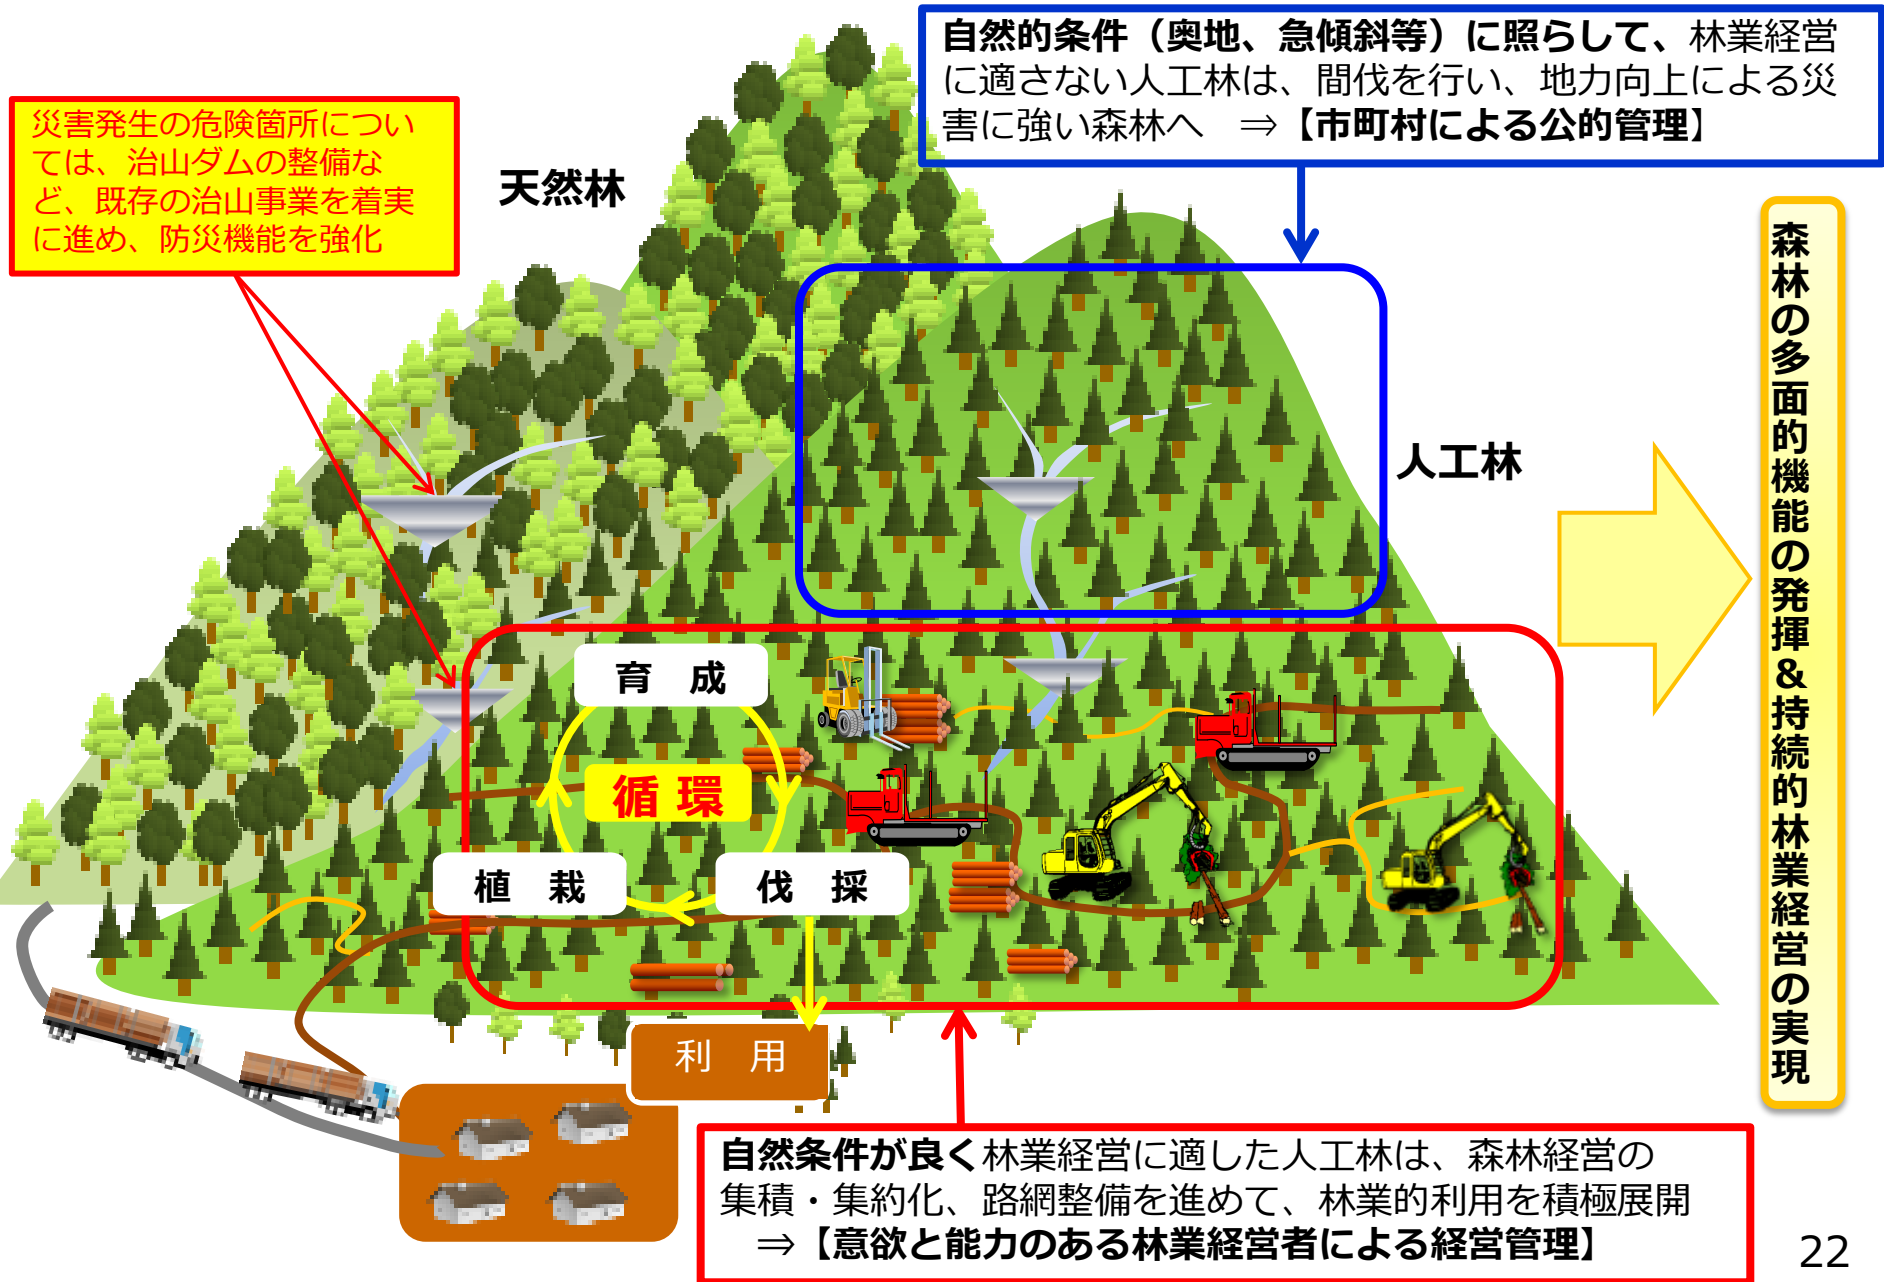 自然的条件（奥地、急傾斜等）に照らして、林業経営
に適さない人工林は、間伐を行い、地力向上による災
害に強い森林へ　⇒【市町村による公的管理】
災害発生の危険箇所につい
ては、治山ダムの整備な
ど、既存の治山事業を着実
に進め、防災機能を強化
天然林
人工林
森林の多面的機能の発揮＆持続的林業経営の実現
育　成
循 環
植　栽
伐　採
利　用
自然条件が良く林業経営に適した人工林は、森林経営の
集積・集約化、路網整備を進めて、林業的利用を積極展開
⇒【意欲と能力のある林業経営者による経営管理】
22